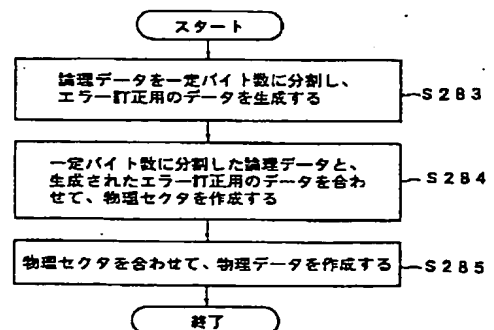 スタート
論理データを一定バイト数に分割し、
エラー訂正用のデータを生成する
S283
一定バイト数に分割した論理データと、
生成されたエラー訂正用のデータを合わ
せて、物理セクタを作成する
S284
物理セクタを合わせて、物理データを作成する
S285
終了